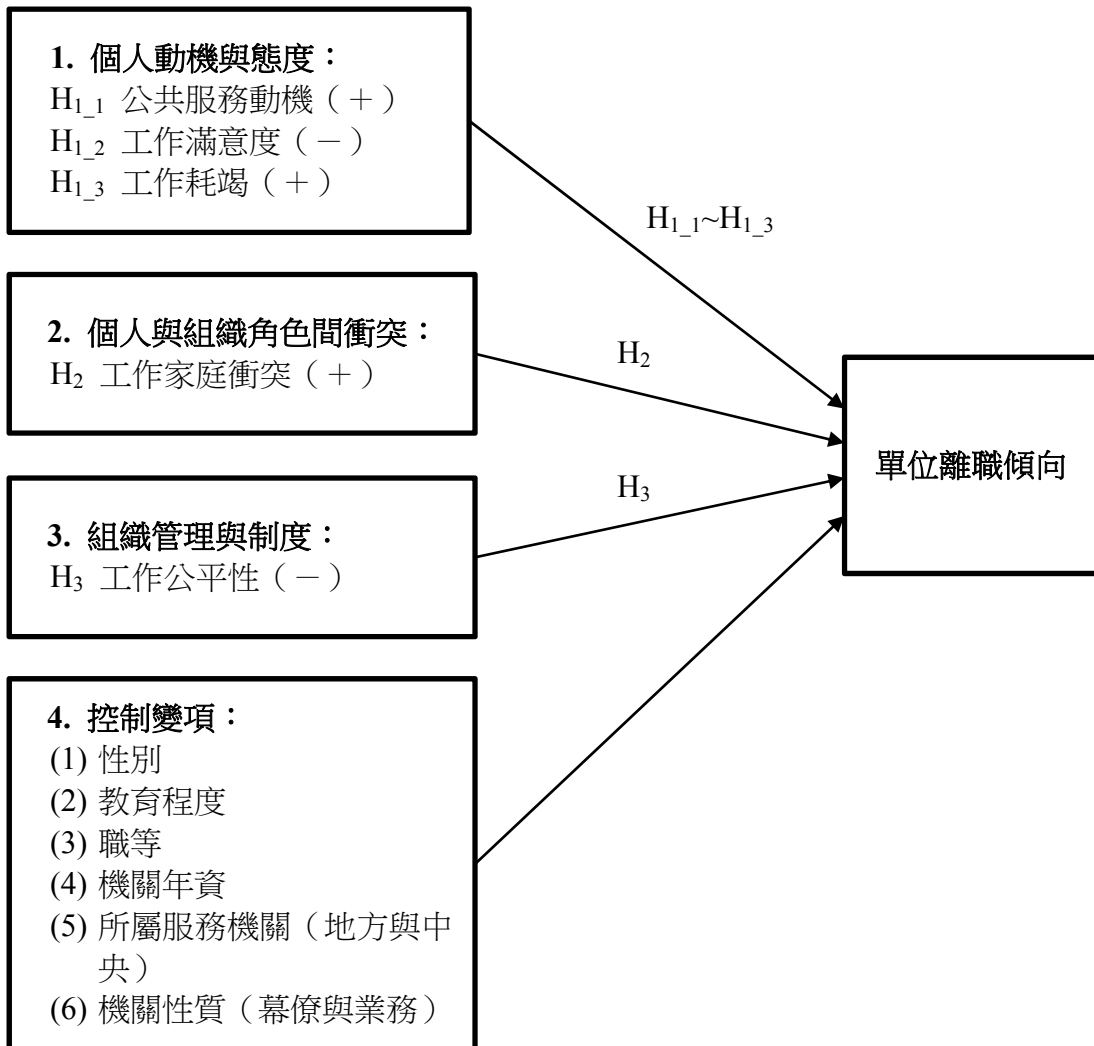 1. 個人動機與態度：
H1_1 公共服務動機（＋）
H1_2 工作滿意度（－）
H1_3 工作耗竭（＋）
H1_1~H1_3
2. 個人與組織角色間衝突：
H2 工作家庭衝突（＋）
H2
單位離職傾向
3. 組織管理與制度：
H3 工作公平性（－）
H3
4. 控制變項：
(1) 性別
(2) 教育程度
(3) 職等
(4) 機關年資
(5) 所屬服務機關（地方與中
央）
(6) 機關性質（幕僚與業務）